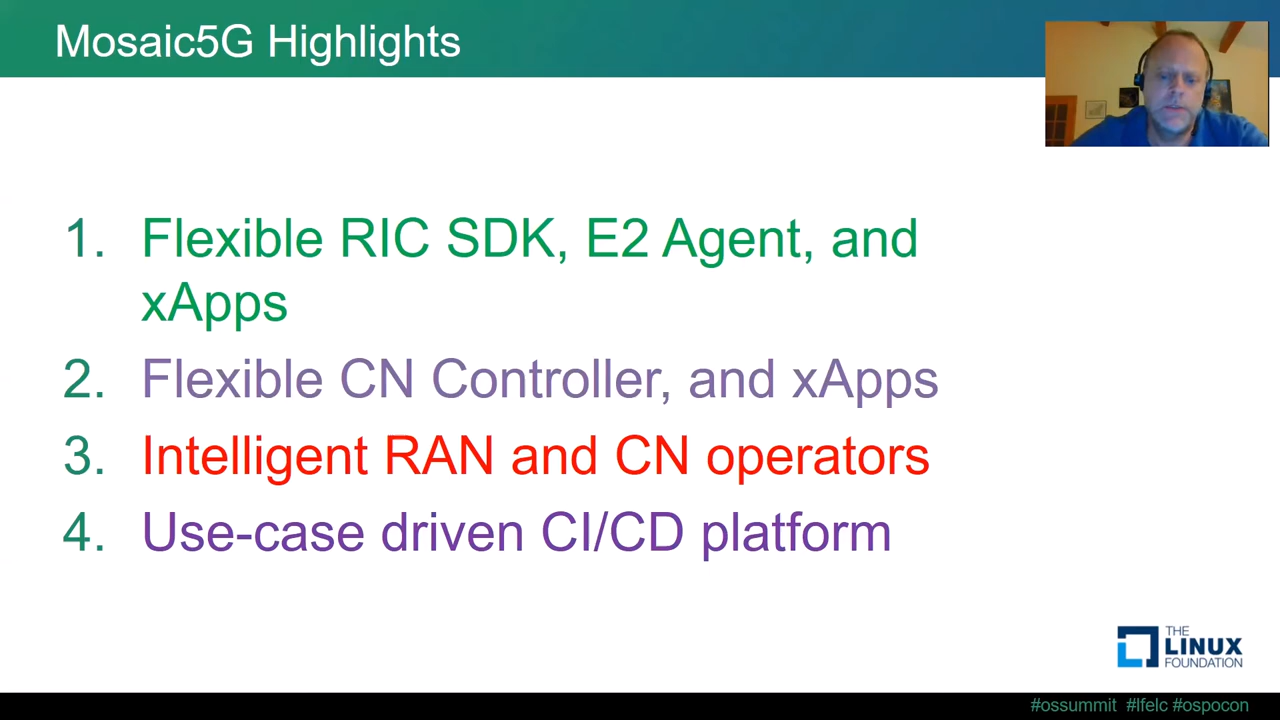 Mosaic5G Highlights
1. Flexible RIC SDK, E2 Agent, and
xApps
2. Flexible CN Controller, and xApps
3. Intelligent RAN and CN operators
4. Use-case driven CI/CD platform
THE
LINUX
FOUNDATION
#ossummit #lfelc #ospocon